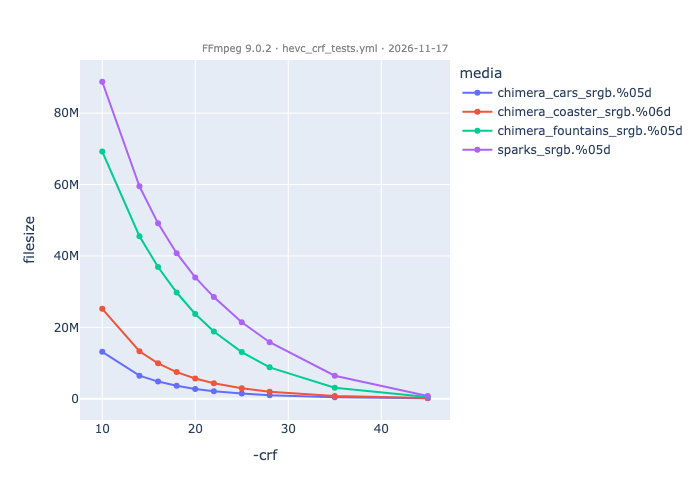 FFmpeg 9.0.2 · hevc_crf_tests.yml · 2026-11-17
media
chimera_cars_srgb.%05d
chimera_coaster_srgb.%06d
chimera_fountains_srgb.%05d
sparks_srgb.%05d
80M
60M
40M
20M
0
filesize
10 20 30 40
-crf